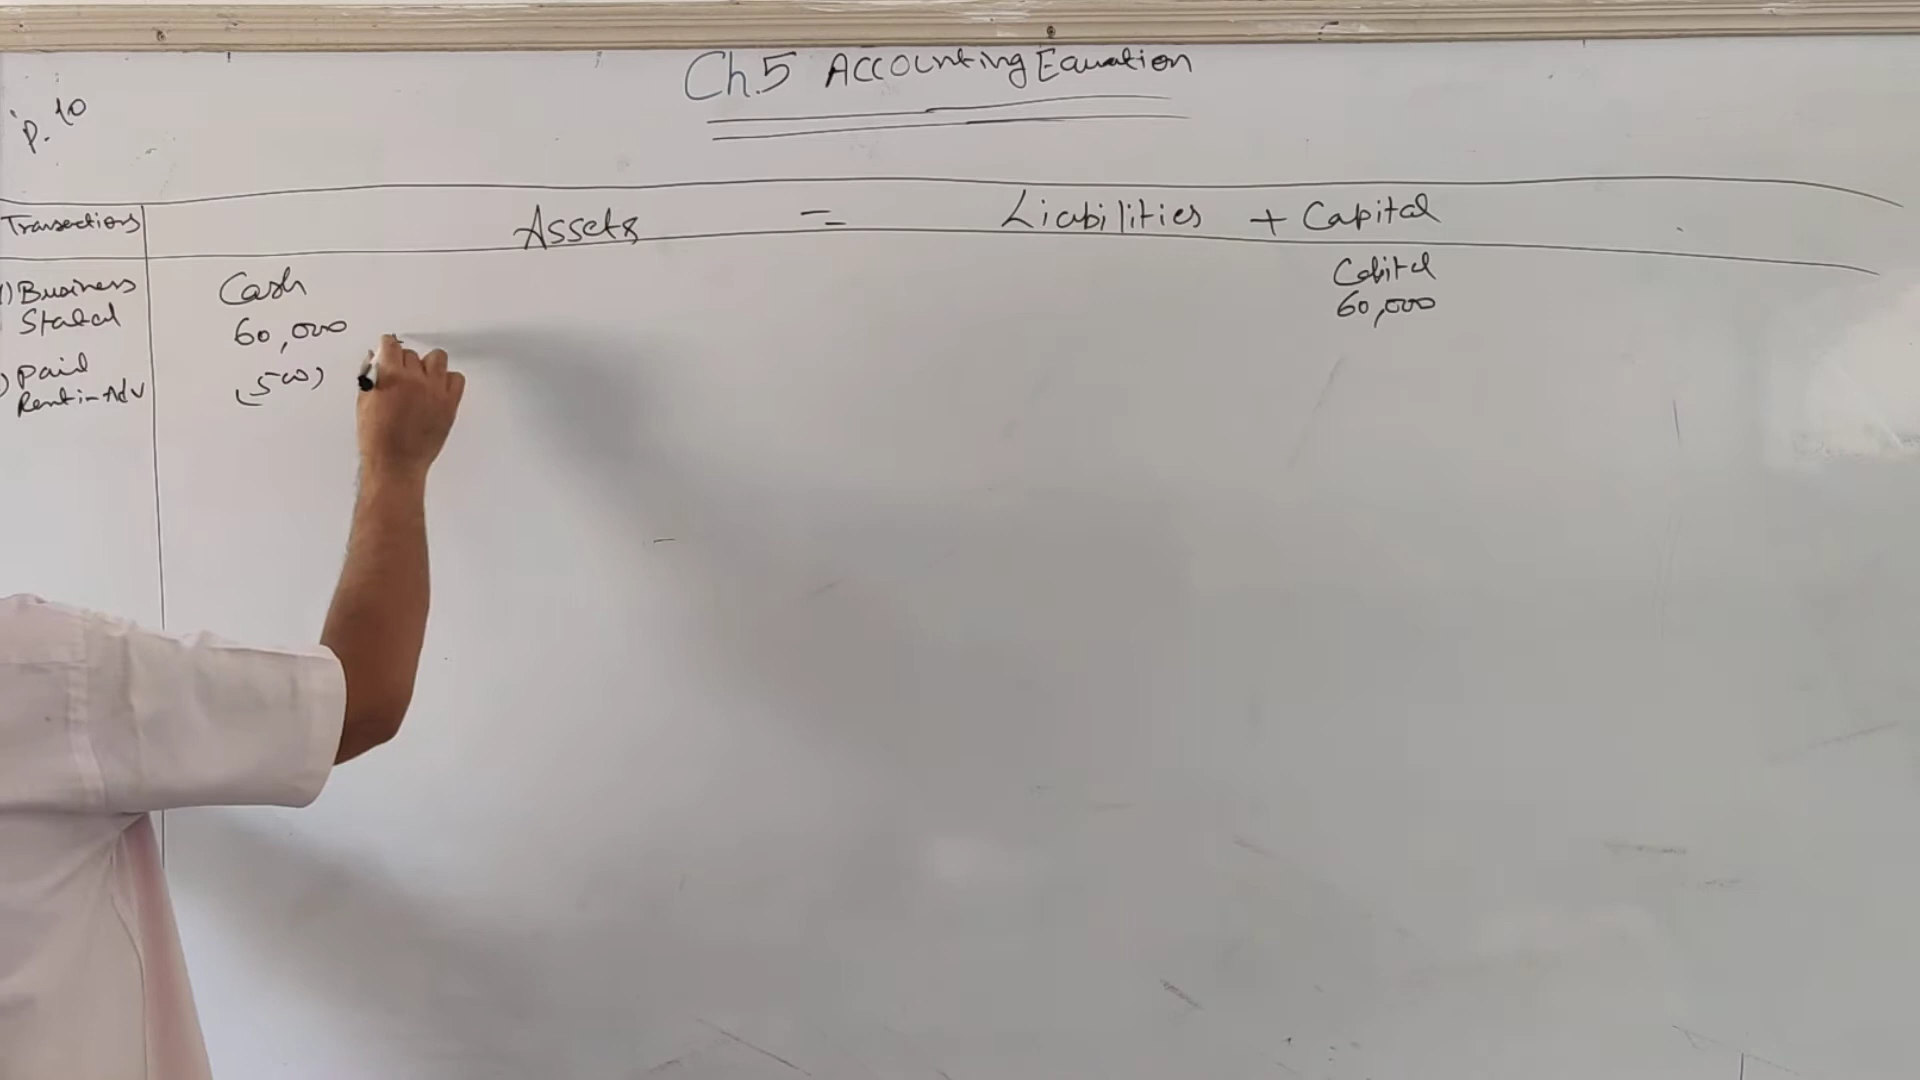 Ch.5 Accounting Equation
P. 10
Transactions
Assets = Liabilities + Capital
1) Business
Started
Cash
60,000
Capital
60,000
) Paid
Rent in Adv
(500)